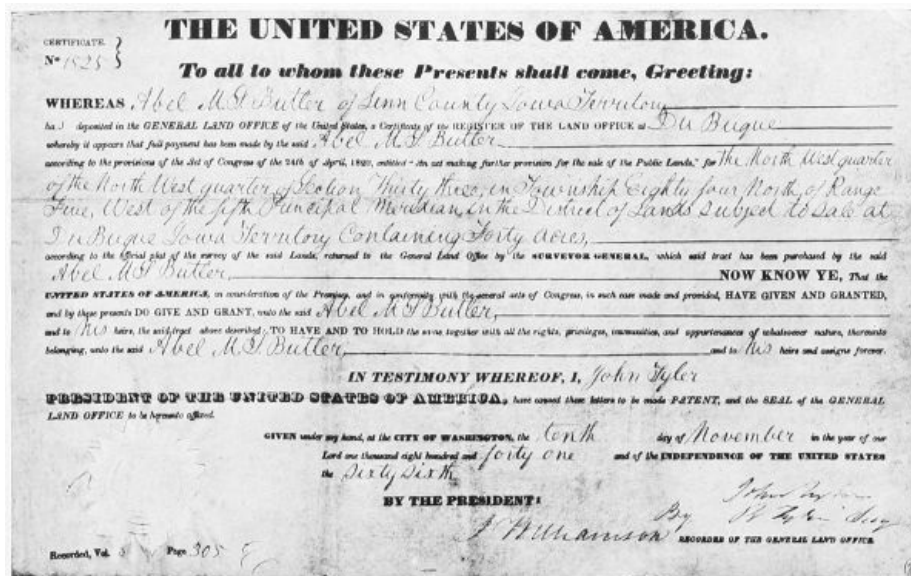 THE UNITED STATES OF AMERICA.
CERTIFICATE.
No 1525
To all to whom these Presents shall come, Greeting:
WHEREAS Abel M. S. Butler of Linn County Iowa Territory
ha s deposited in the GENERAL LAND OFFICE of the United States, a Certificate of the REGISTER OF THE LAND OFFICE at Du Buque
whereby it appears that full payment has been made by the said Abel M. S. Butler
according to the provisions of the Act of Congress of the 24th of April, 1820, entitled "An act making further provision for the sale of the Public Lands," for The North West quarter
of the North West quarter of Section Thirty three, in Township Eighty four North, of Range
Five, West of the fifth Principal Meridian, in the District of Lands subject to sale at
Du Buque Iowa Territory Containing Forty acres,
according to the official plat of the survey of the said Lands, returned to the General Land Office by the SURVEYOR GENERAL, which said tract has been purchased by the said
Abel M. S. Butler, NOW KNOW YE, That the
UNITED STATES OF AMERICA, in consideration of the Premises, and in conformity with the several acts of Congress, in such case made and provided, HAVE GIVEN AND GRANTED,
and by these presents DO GIVE AND GRANT, unto the said Abel M. S. Butler,
and to his heirs, the said tract above described; TO HAVE AND TO HOLD the same together with all the rights, privileges, immunities, and appurtenances of whatsoever nature, thereunto
belonging, unto the said Abel M. S. Butler, and to his heirs and assigns forever.
IN TESTIMONY WHEREOF, I, John Tyler
PRESIDENT OF THE UNITED STATES OF AMERICA, have caused these letters to be made PATENT, and the SEAL of the GENERAL
LAND OFFICE to be hereunto affixed.
GIVEN under my hand, at the CITY OF WASHINGTON, the tenth day of November in the year of our
Lord one thousand eight hundred and forty one and of the INDEPENDENCE OF THE UNITED STATES
the sixty sixth
BY THE PRESIDENT: John Tyler
By R Tyler Secy
J Williamson RECORDER OF THE GENERAL LAND OFFICE
Recorded, Vol. 5 Page 305